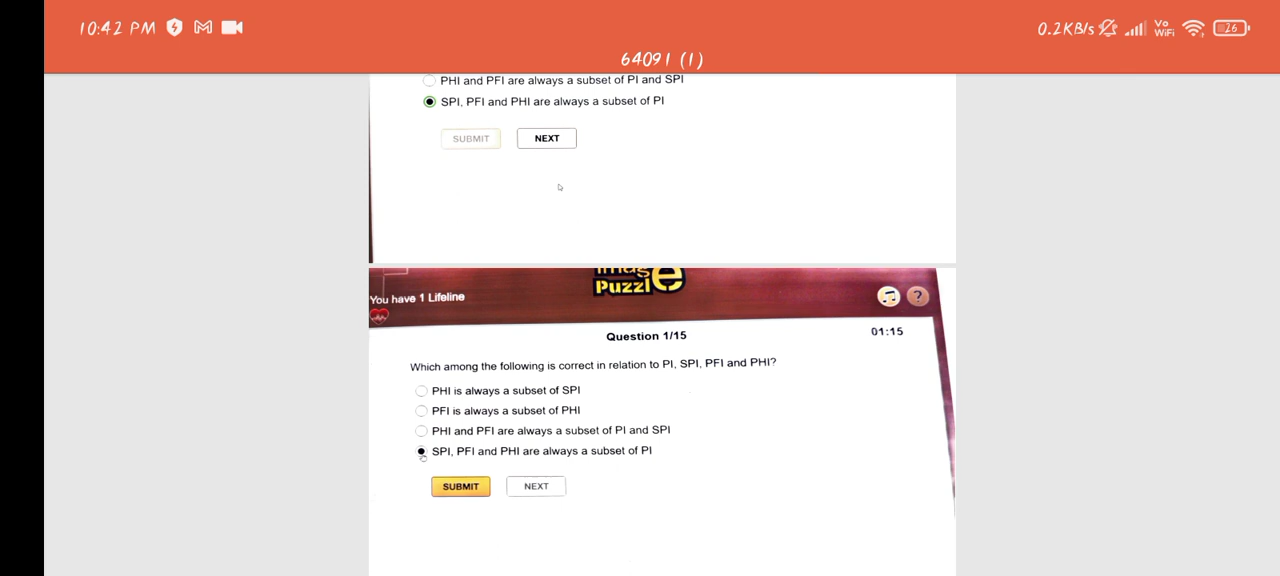 10:42 PM
0.2KB/s
Vo
WiFi
26
64091 (1)
PHI and PFI are always a subset of PI and SPI
SPI, PFI and PHI are always a subset of PI
SUBMIT
NEXT
Imag
Puzzle
You have 1 Lifeline
?
Question 1/15
01:15
Which among the following is correct in relation to PI, SPI, PFI and PHI?
PHI is always a subset of SPI
PFI is always a subset of PHI
PHI and PFI are always a subset of PI and SPI
SPI, PFI and PHI are always a subset of PI
SUBMIT
NEXT